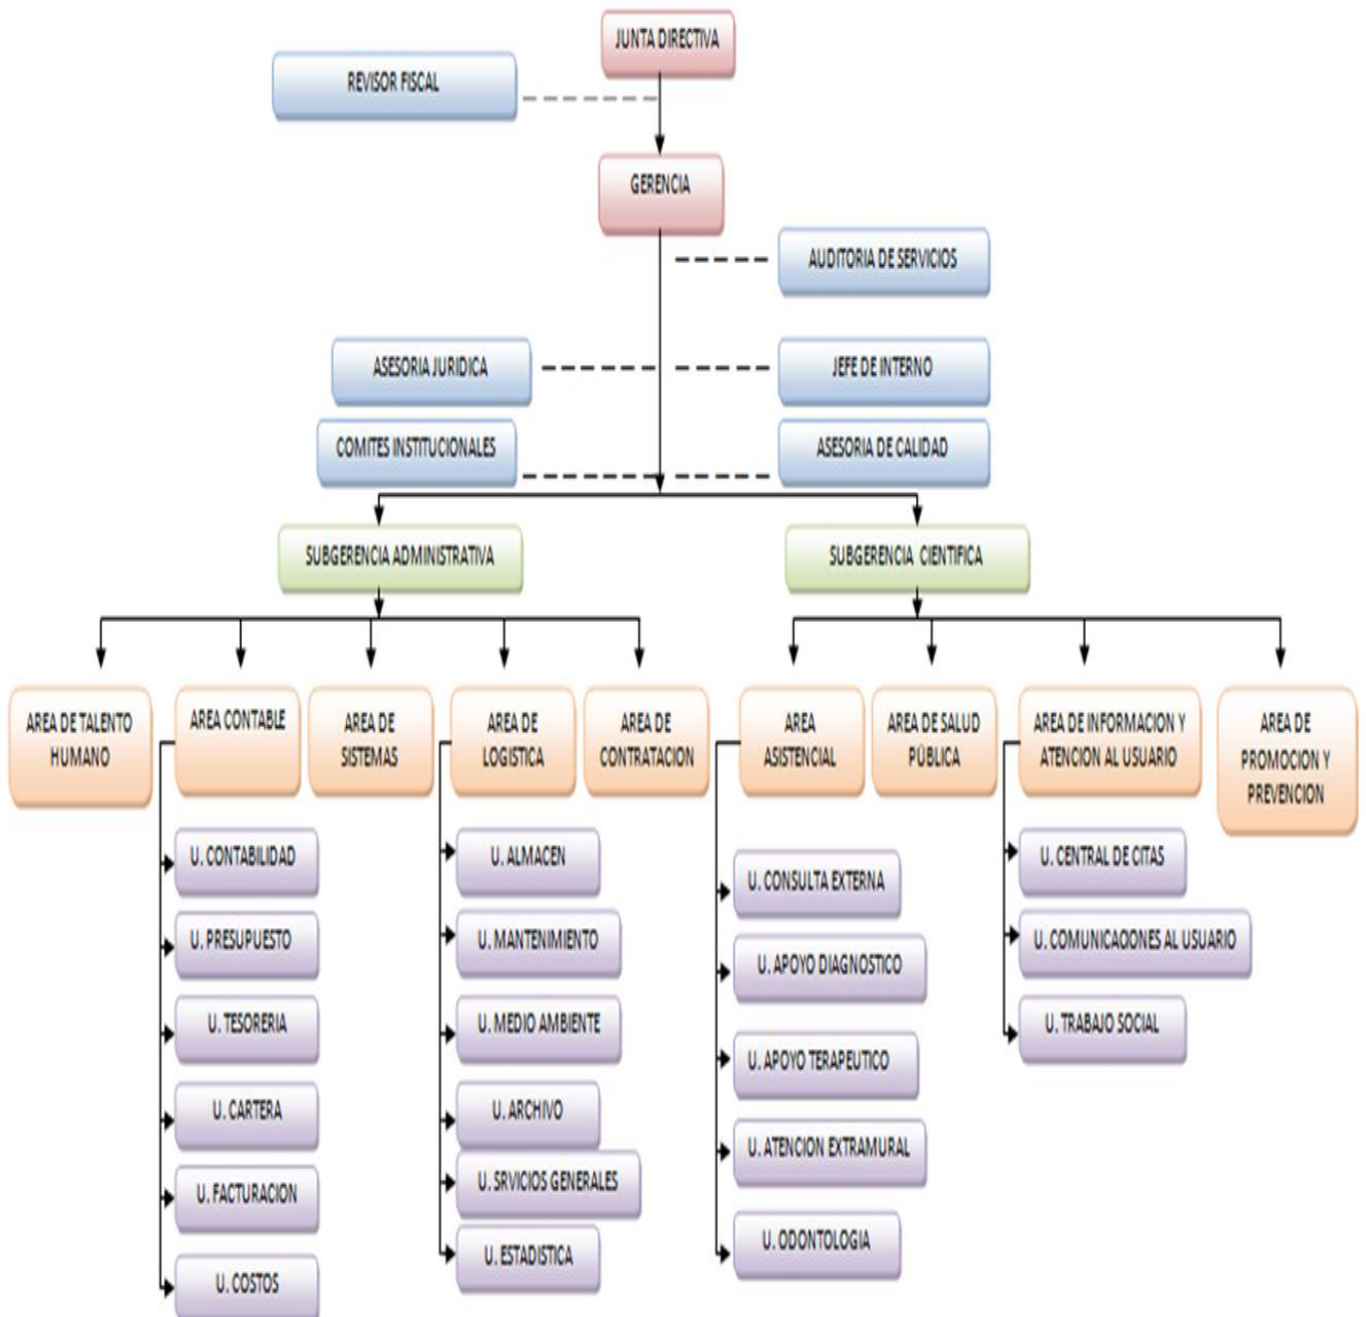 JUNTA DIRECTIVA
REVISOR FISCAL
GERENCIA
AUDITORIA DE SERVICIOS
ASESORIA JURIDICA
JEFE DE INTERNO
COMITES INSTITUCIONALES
ASESORIA DE CALIDAD
SUBGERENCIA ADMINISTRATIVA
SUBGERENCIA CIENTIFICA
AREA DE TALENTO
HUMANO
AREA CONTABLE
AREA DE
SISTEMAS
AREA DE
LOGISTICA
AREA DE
CONTRATACION
AREA
ASISTENCIAL
AREA DE SALUD
PÚBLICA
AREA DE INFORMACION Y
ATENCION AL USUARIO
AREA DE
PROMOCION Y
PREVENCION
U. CONTABILIDAD
U. PRESUPUESTO
U. TESORERIA
U. CARTERA
U. FACTURACION
U. COSTOS
U. ALMACEN
U. MANTENIMIENTO
U. MEDIO AMBIENTE
U. ARCHIVO
U. SRVICIOS GENERALES
U. ESTADISTICA
U. CONSULTA EXTERNA
U. APOYO DIAGNOSTICO
U. APOYO TERAPEUTICO
U. ATENCION EXTRAMURAL
U. ODONTOLOGIA
U. CENTRAL DE CITAS
U. COMUNICACIONES AL USUARIO
U. TRABAJO SOCIAL